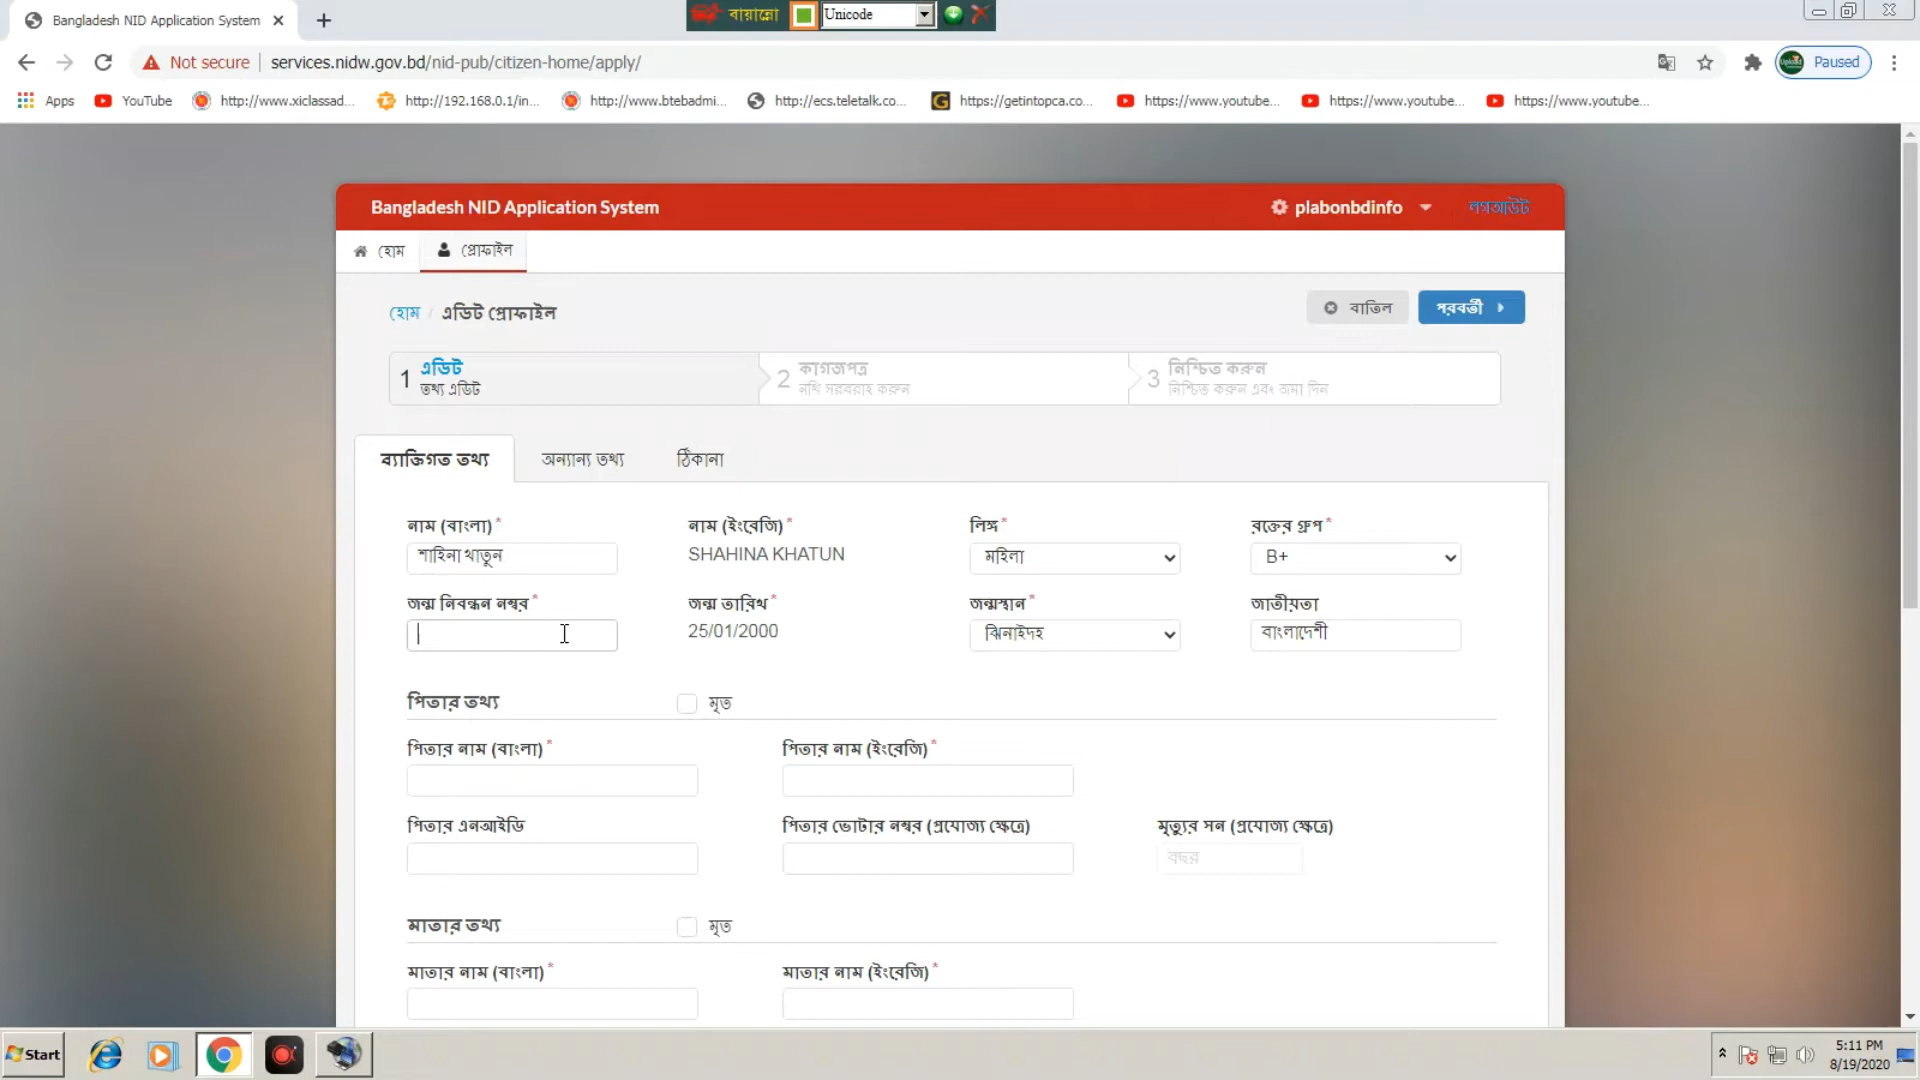 Bangladesh NID Application System
বায়ান্নো
Unicode
Not secure
services.nidw.gov.bd/nid-pub/citizen-home/apply/
Paused
Apps
YouTube
http://www.xiclassad...
http://192.168.0.1/in...
http://www.btebadmi...
http://ecs.teletalk.co...
https://getintopca.co...
https://www.youtube...
https://www.youtube...
https://www.youtube...
Bangladesh NID Application System
plabonbdinfo
লগআউট
হোম
প্রোফাইল
হোম / এডিট প্রোফাইল
বাতিল
পরবর্তী
1 এডিট
তথ্য এডিট
2 কাগজপত্র
নথি সরবরাহ করুন
3 নিশ্চিত করুন
নিশ্চিত করুন এবং জমা দিন
ব্যাক্তিগত তথ্য
অন্যান্য তথ্য
ঠিকানা
নাম (বাংলা) *
নাম (ইংরেজি) *
লিঙ্গ *
রক্তের গ্রুপ *
শাহিনা খাতুন
SHAHINA KHATUN
মহিলা
B+
জন্ম নিবন্ধন নম্বর *
জন্ম তারিখ *
জন্মস্থান *
জাতীয়তা
25/01/2000
ঝিনাইদহ
বাংলাদেশী
পিতার তথ্য
মৃত
পিতার নাম (বাংলা) *
পিতার নাম (ইংরেজি) *
পিতার এনআইডি
পিতার ভোটার নম্বর (প্রযোজ্য ক্ষেত্রে)
মৃত্যুর সন (প্রযোজ্য ক্ষেত্রে)
বছর
মাতার তথ্য
মৃত
মাতার নাম (বাংলা) *
মাতার নাম (ইংরেজি) *
Start
5:11 PM
8/19/2020